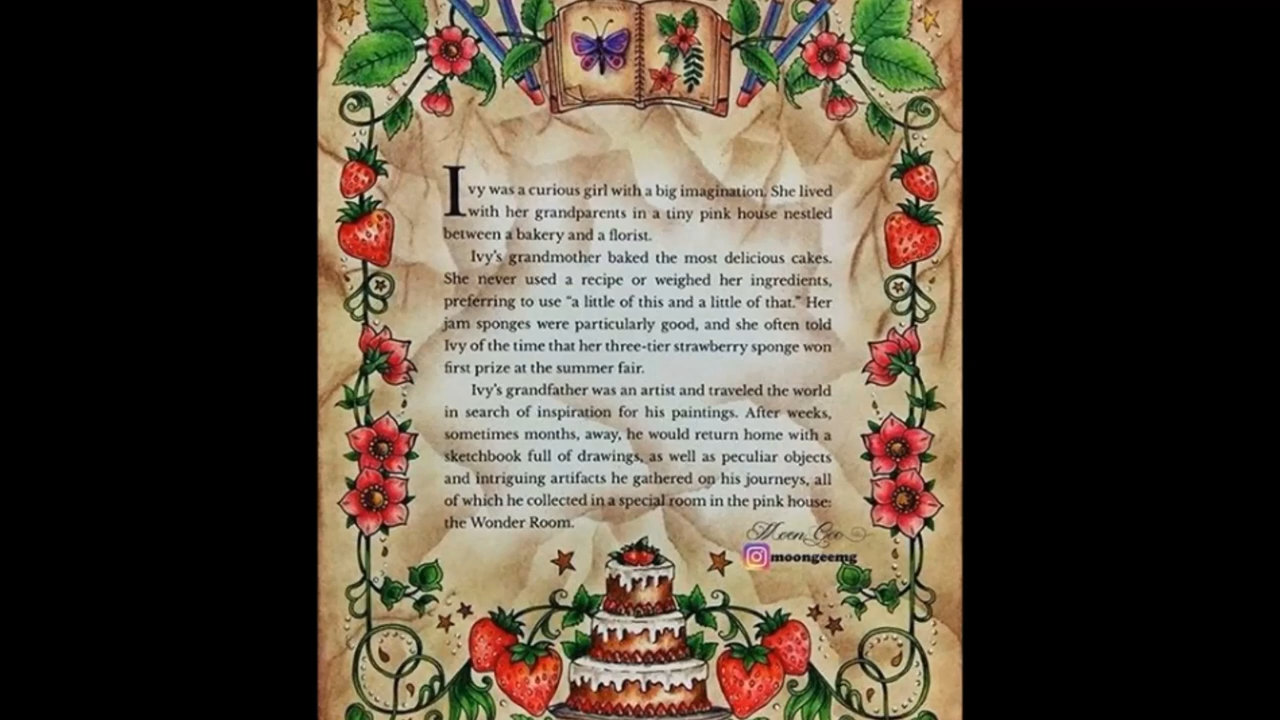 Ivy was a curious girl with a big imagination. She lived
with her grandparents in a tiny pink house nestled
between a bakery and a florist.
Ivy's grandmother baked the most delicious cakes.
She never used a recipe or weighed her ingredients,
preferring to use “a little of this and a little of that.” Her
jam sponges were particularly good, and she often told
Ivy of the time that her three-tier strawberry sponge won
first prize at the summer fair.
Ivy's grandfather was an artist and traveled the world
in search of inspiration for his paintings. After weeks,
sometimes months, away, he would return home with a
sketchbook full of drawings, as well as peculiar objects
and intriguing artifacts he gathered on his journeys, all
of which he collected in a special room in the pink house:
the Wonder Room.
Moon Gee
moongeemg